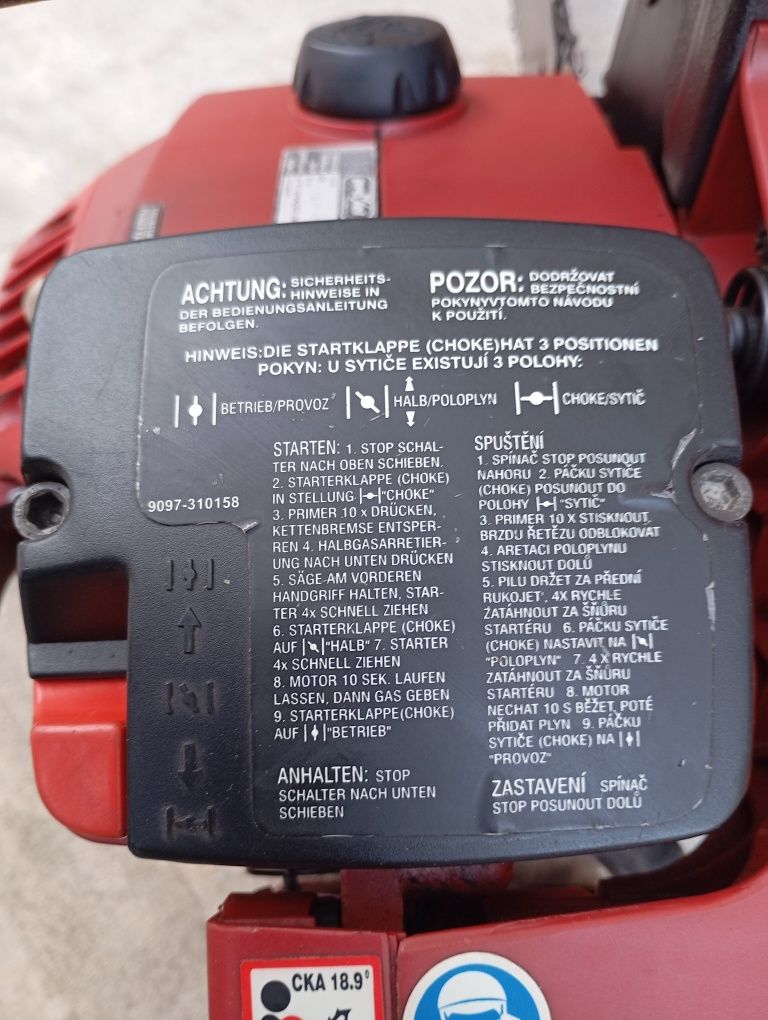 ACHTUNG: SICHERHEITS-
HINWEISE IN
DER BEDIENUNGSANLEITUNG
BEFOLGEN.
POZOR: DODRŽOVAT
BEZPEČNOSTNÍ
POKYNYVTOMTO NÁVODU
K POUŽITÍ.
HINWEIS:DIE STARTKLAPPE (CHOKE)HAT 3 POSITIONEN
POKYN: U SYTIČE EXISTUJÍ 3 POLOHY:
BETRIEB/PROVOZ HALB/POLOPLYN CHOKE/SYTIČ
9097-310158
STARTEN: 1. STOP SCHAL-
TER NACH OBEN SCHIEBEN.
2. STARTERKLAPPE (CHOKE)
IN STELLUNG "CHOKE"
3. PRIMER 10 x DRÜCKEN,
KETTENBREMSE ENTSPER-
REN 4. HALBGASARRETIER-
UNG NACH UNTEN DRÜCKEN
5. SÄGE AM VORDEREN
HANDGRIFF HALTEN, STAR-
TER 4x SCHNELL ZIEHEN
6. STARTERKLAPPE (CHOKE)
AUF "HALB" 7. STARTER
4x SCHNELL ZIEHEN
8. MOTOR 10 SEK. LAUFEN
LASSEN, DANN GAS GEBEN
9. STARTERKLAPPE(CHOKE)
AUF "BETRIEB"
ANHALTEN: STOP
SCHALTER NACH UNTEN
SCHIEBEN
SPUŠTĚNÍ
1. SPÍNAČ STOP POSUNOUT
NAHORU 2. PÁČKU SYTIČE
(CHOKE) POSUNOUT DO
POLOHY "SYTIČ"
3. PRIMER 10 X STISKNOUT,
BRZDU ŘETĚZU ODBLOKOVAT
4. ARETACI POLOPLYNU
STISKNOUT DOLŮ
5. PILU DRŽET ZA PŘEDNÍ
RUKOJEŤ, 4X RYCHLE
ZATÁHNOUT ZA ŠŇŮRU
STARTÉRU 6. PÁČKU SYTIČE
(CHOKE) NASTAVIT NA
"POLOPLYN" 7. 4 X RYCHLE
ZATÁHNOUT ZA ŠŇŮRU
STARTÉRU 8. MOTOR
NECHAT 10 S BĚŽET, POTÉ
PŘIDAT PLYN 9. PÁČKU
SYTIČE (CHOKE) NA
"PROVOZ"
ZASTAVENÍ SPÍNAČ
STOP POSUNOUT DOLŮ
CKA 18.9°